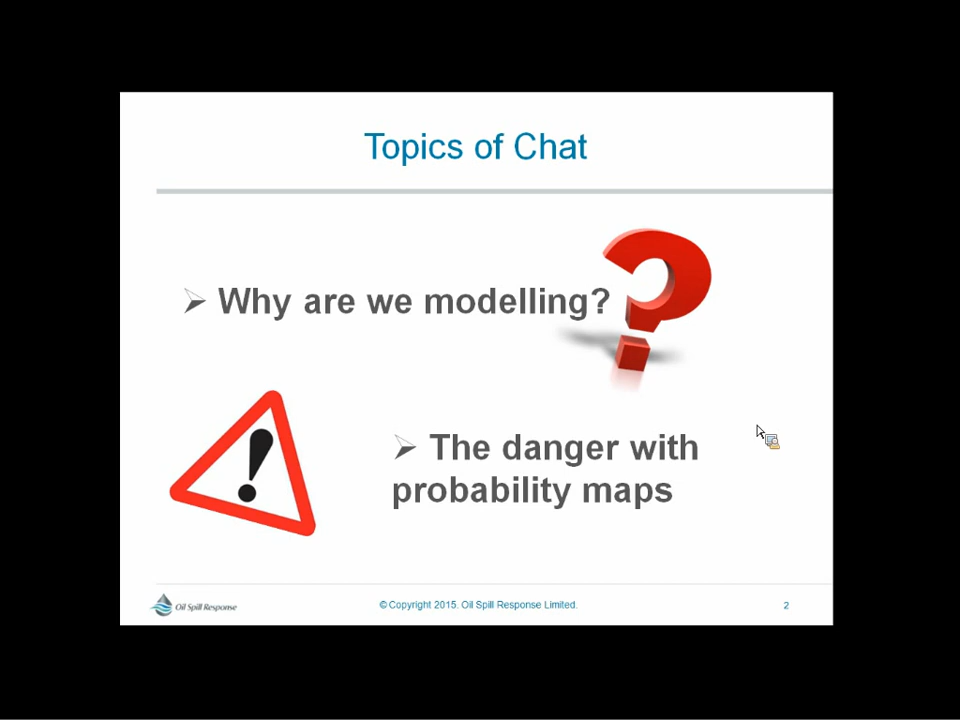 Topics of Chat
➢ Why are we modelling?
➢ The danger with
probability maps
Oil Spill Response
© Copyright 2015. Oil Spill Response Limited.
2